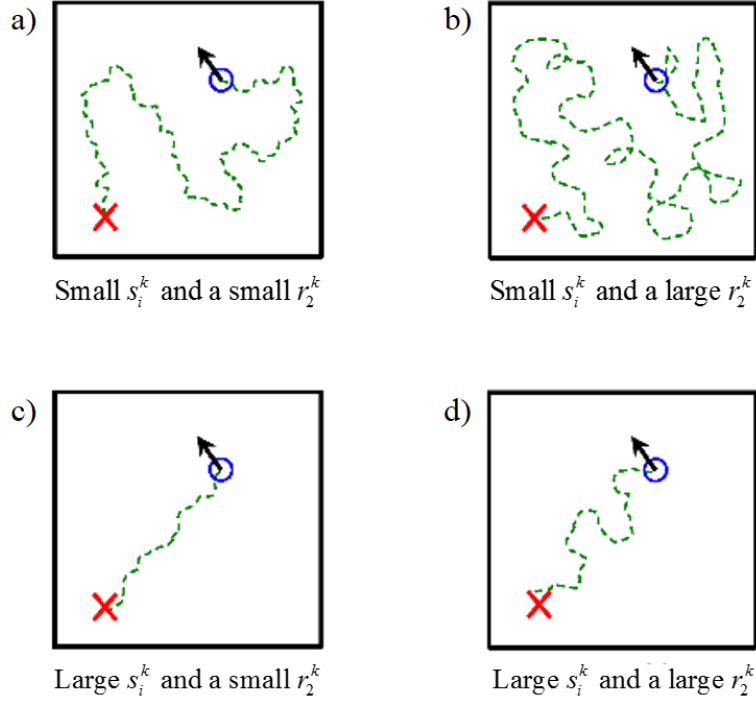 a)
b)
Small $s_i^k$ and a small $r_2^k$
Small $s_i^k$ and a large $r_2^k$
c)
d)
Large $s_i^k$ and a small $r_2^k$
Large $s_i^k$ and a large $r_2^k$